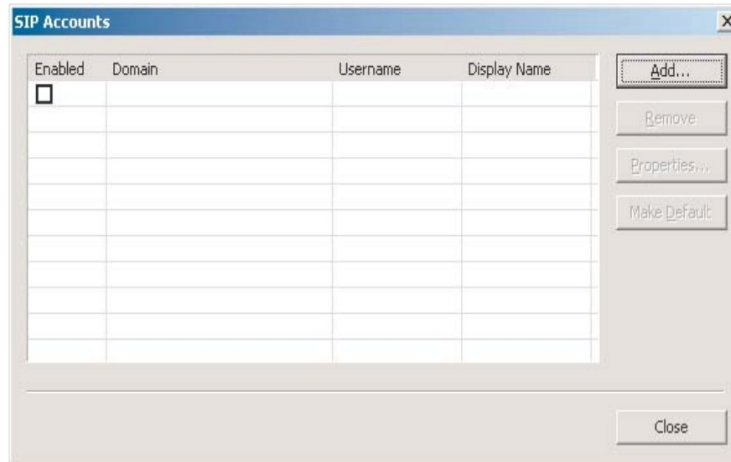 SIP Accounts
Enabled Domain Username Display Name
Add...
Remove
Properties...
Make Default
Close